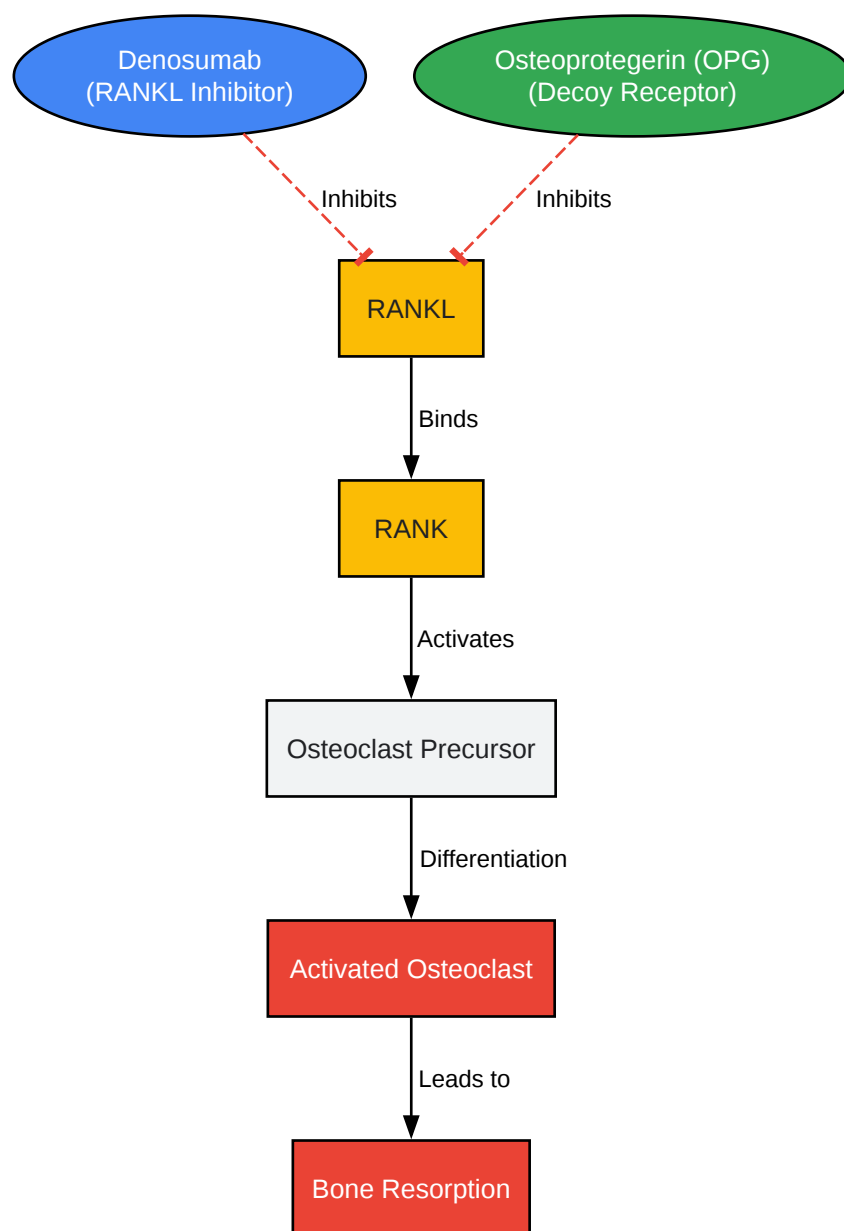 Denosumab
(RANKL Inhibitor)
Osteoprotegerin (OPG)
(Decoy Receptor)
Inhibits
Inhibits
RANKL
Binds
RANK
Activates
Osteoclast Precursor
Differentiation
Activated Osteoclast
Leads to
Bone Resorption